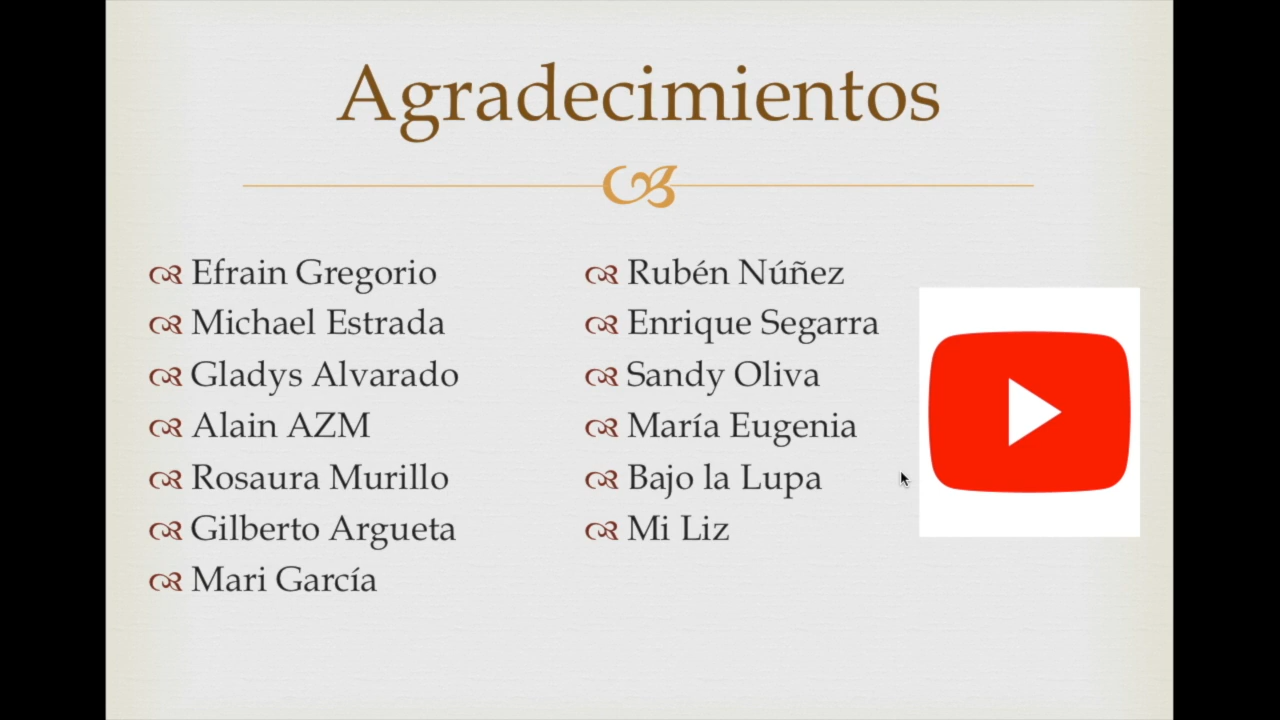 Agradecimientos
Efrain Gregorio
Michael Estrada
Gladys Alvarado
Alain AZM
Rosaura Murillo
Gilberto Argueta
Mari García
Rubén Núñez
Enrique Segarra
Sandy Oliva
María Eugenia
Bajo la Lupa
Mi Liz